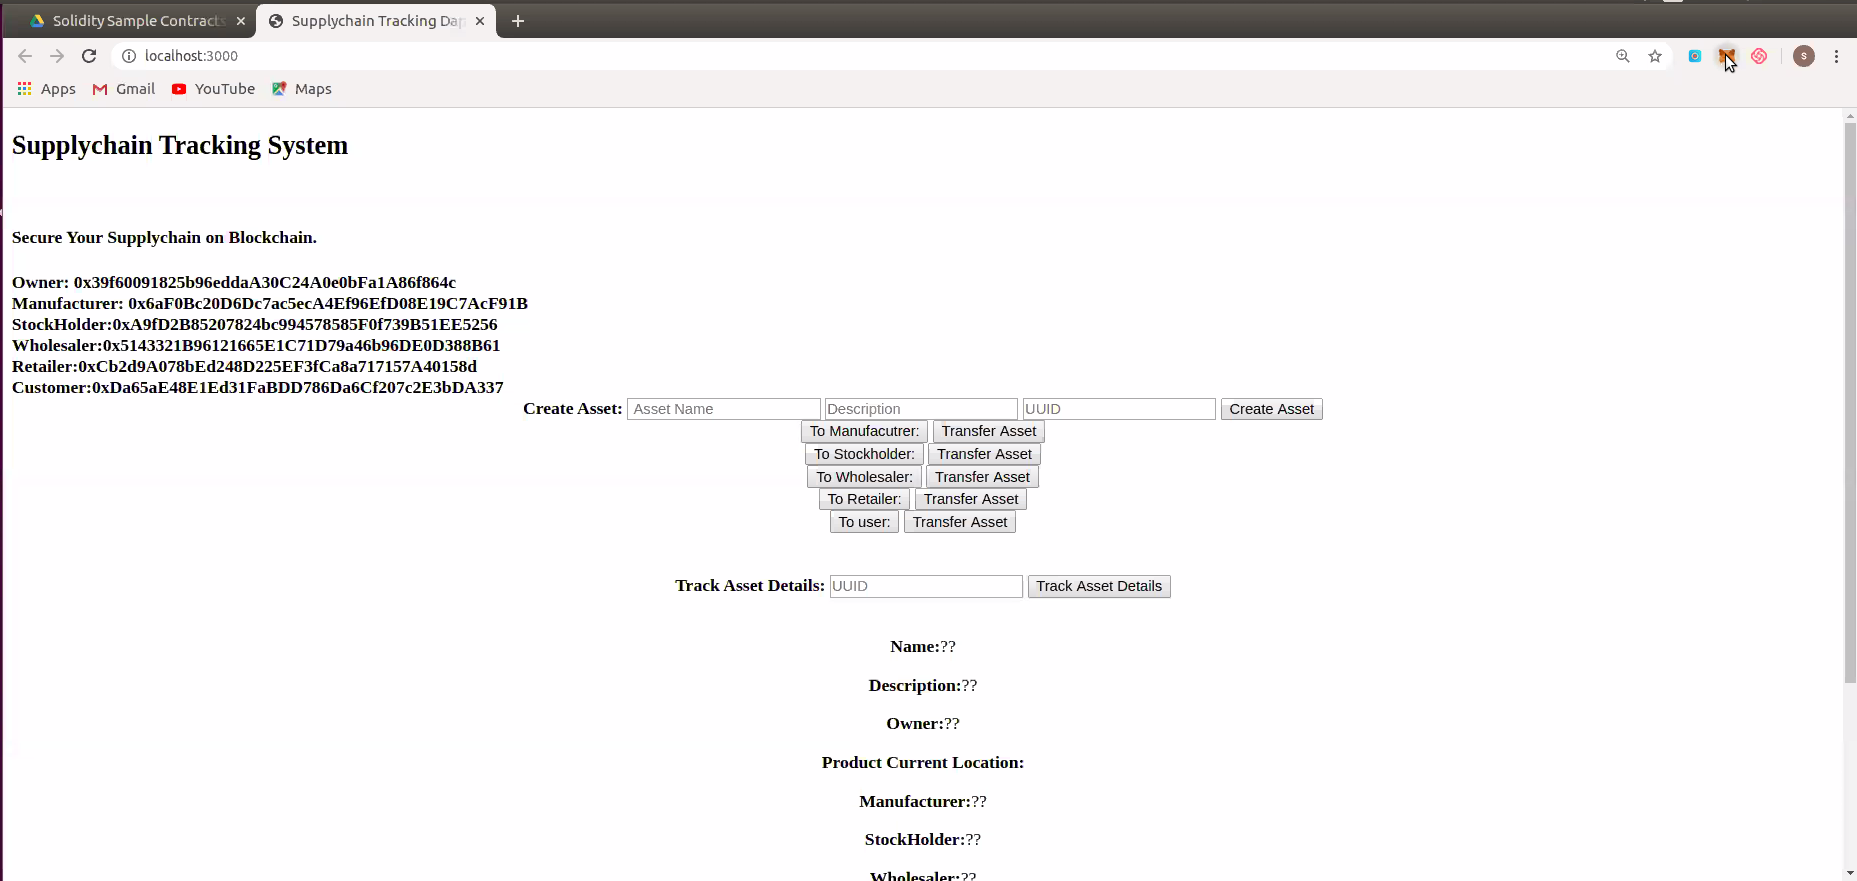 Solidity Sample Contracts
Supplychain Tracking Dap
localhost:3000
S
Apps Gmail YouTube Maps
Supplychain Tracking System
Secure Your Supplychain on Blockchain.
Owner: 0x39f60091825b96eddaA30C24A0e0bFa1A86f864c
Manufacturer: 0x6aF0Bc20D6Dc7ac5ecA4Ef96EfD08E19C7AcF91B
StockHolder:0xA9fD2B85207824bc994578585F0f739B51EE5256
Wholesaler:0x5143321B96121665E1C71D79a46b96DE0D388B61
Retailer:0xCb2d9A078bEd248D225EF3fCa8a717157A40158d
Customer:0xDa65aE48E1Ed31FaBDD786Da6Cf207c2E3bDA337
Create Asset: Asset Name Description UUID Create Asset
To Manufacutrer: Transfer Asset
To Stockholder: Transfer Asset
To Wholesaler: Transfer Asset
To Retailer: Transfer Asset
To user: Transfer Asset
Track Asset Details: UUID Track Asset Details
Name:??
Description:??
Owner:??
Product Current Location:
Manufacturer:??
StockHolder:??
Wholesaler:??